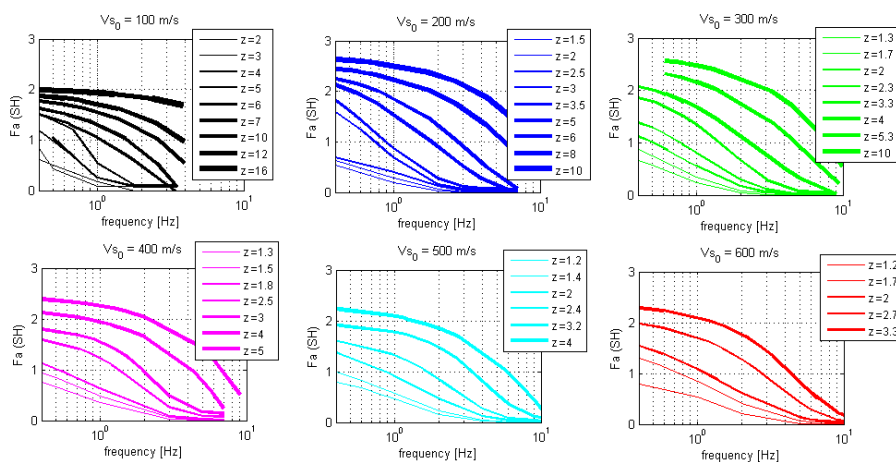 Vs0 = 100 m/s
Fa (SH)
3
2
1
0
10^0
10^1
frequency [Hz]
z=2
z=3
z=4
z=5
z=6
z=7
z=10
z=12
z=16
Vs0 = 200 m/s
Fa (SH)
3
2
1
0
10^0
10^1
frequency [Hz]
z=1.5
z=2
z=2.5
z=3
z=3.5
z=5
z=6
z=8
z=10
Vs0 = 300 m/s
Fa (SH)
3
2
1
0
10^0
10^1
frequency [Hz]
z=1.3
z=1.7
z=2
z=2.3
z=3.3
z=4
z=5.3
z=10
Vs0 = 400 m/s
Fa (SH)
3
2
1
0
10^0
10^1
frequency [Hz]
z=1.3
z=1.5
z=1.8
z=2.5
z=3
z=4
z=5
Vs0 = 500 m/s
Fa (SH)
3
2
1
0
10^0
10^1
frequency [Hz]
z=1.2
z=1.4
z=2
z=2.4
z=3.2
z=4
Vs0 = 600 m/s
Fa (SH)
3
2
1
0
10^0
10^1
frequency [Hz]
z=1.2
z=1.7
z=2
z=2.7
z=3.3